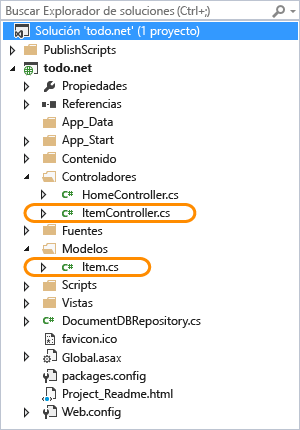 Buscar Explorador de soluciones (Ctrl+;)
Solución 'todo.net' (1 proyecto)
PublishScripts
todo.net
Propiedades
Referencias
App_Data
App_Start
Contenido
Controladores
C# HomeController.cs
C# ItemController.cs
Fuentes
Modelos
C# Item.cs
Scripts
Vistas
C# DocumentDBRepository.cs
favicon.ico
Global.asax
packages.config
Project_Readme.html
Web.config